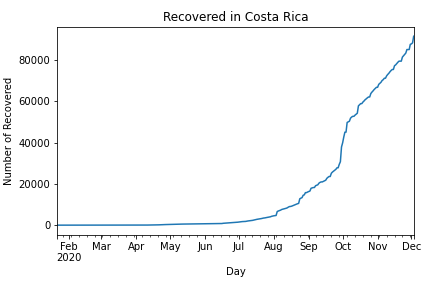 Recovered in Costa Rica
Number of Recovered
80000
60000
40000
20000
0
Feb Mar Apr May Jun Jul Aug Sep Oct Nov Dec
2020
Day